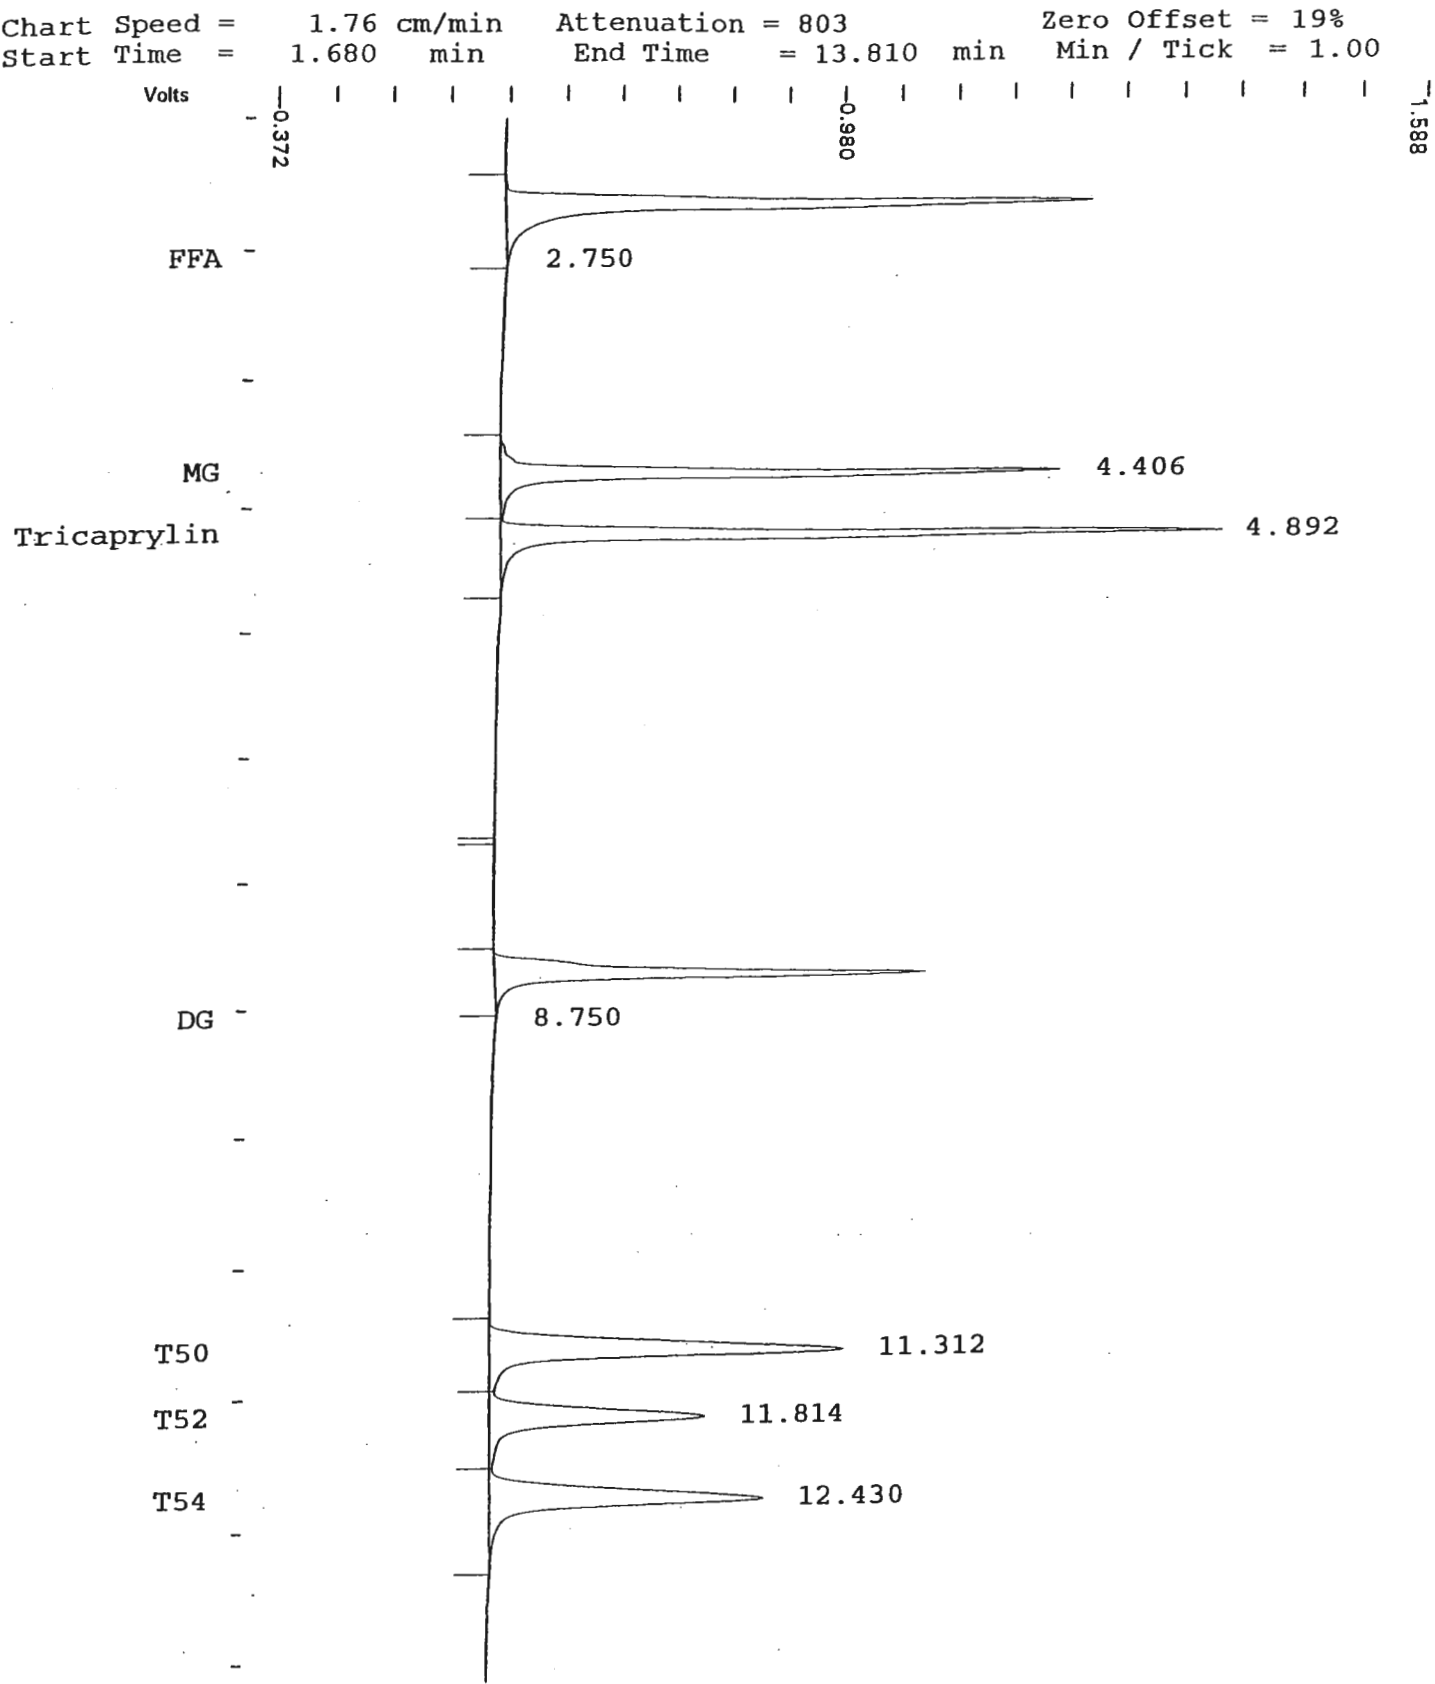 Chart Speed = 1.76 cm/min Attenuation = 803 Zero Offset = 19%
Start Time = 1.680 min End Time = 13.810 min Min / Tick = 1.00
Volts
0.372
0.980
1.588
FFA
2.750
MG
4.406
Tricaprylin
4.892
DG
8.750
T50
11.312
T52
11.814
T54
12.430